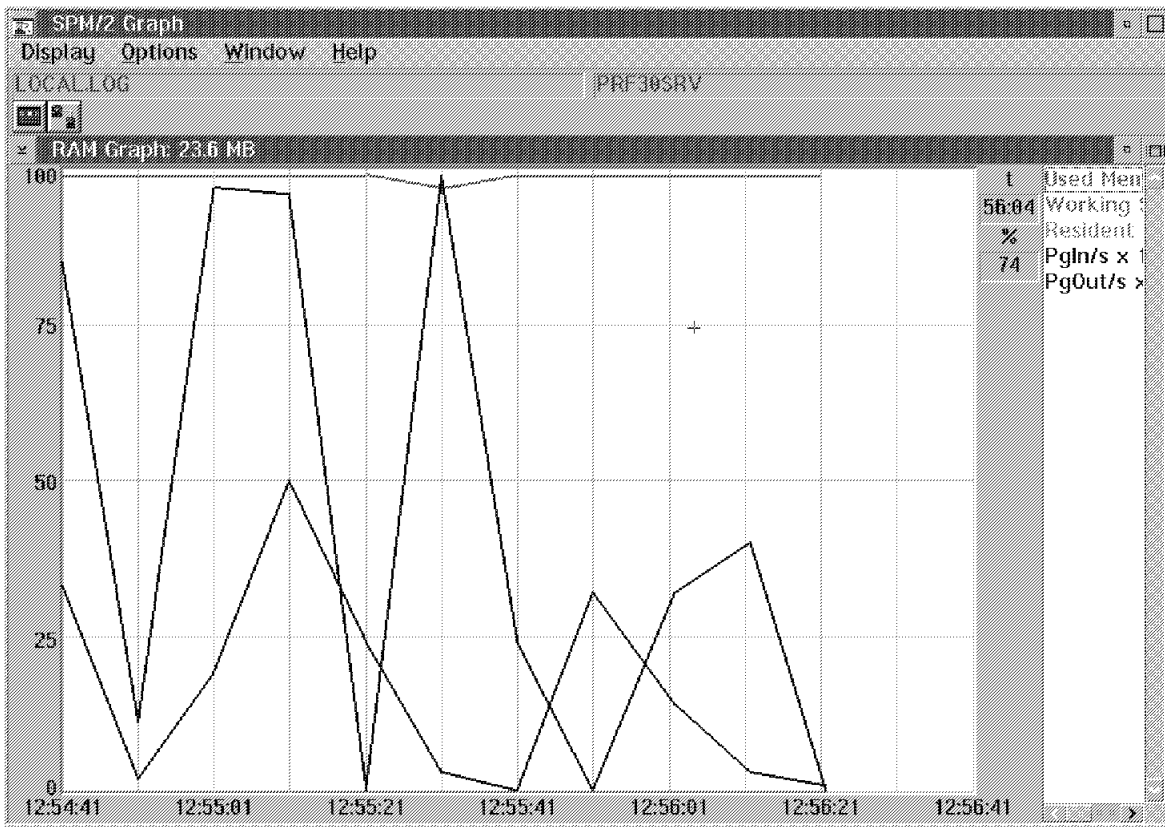 SPM/2 Graph
Display Options Window Help
LOCAL.LOG PRF30SRV
RAM Graph: 23.6 MB
100 t Used Mem
56:04 Working
% Resident
74 PgIn/s x 1
PgOut/s x
75
50
25
0
12:54:41 12:55:01 12:55:21 12:55:41 12:56:01 12:56:21 12:56:41